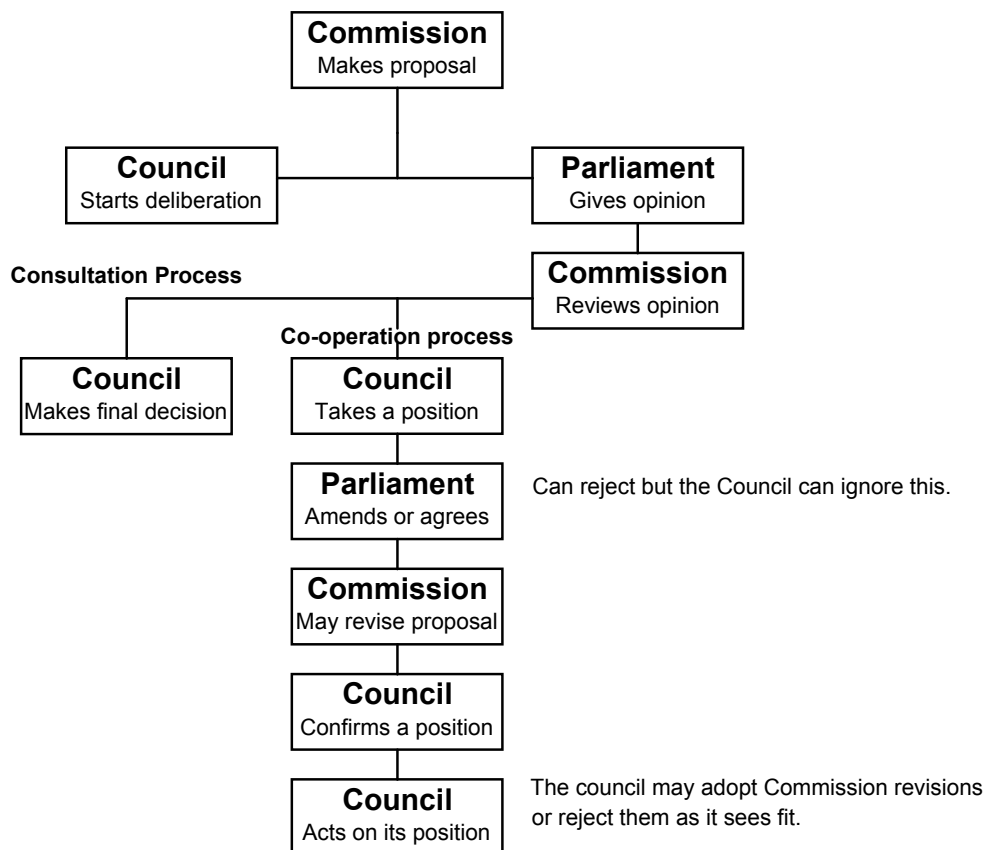 Commission
Makes proposal
Council
Starts deliberation
Parliament
Gives opinion
Commission
Reviews opinion
Consultation Process
Co-operation process
Council
Makes final decision
Council
Takes a position
Parliament
Amends or agrees
Can reject but the Council can ignore this.
Commission
May revise proposal
Council
Confirms a position
Council
Acts on its position
The council may adopt Commission revisions
or reject them as it sees fit.